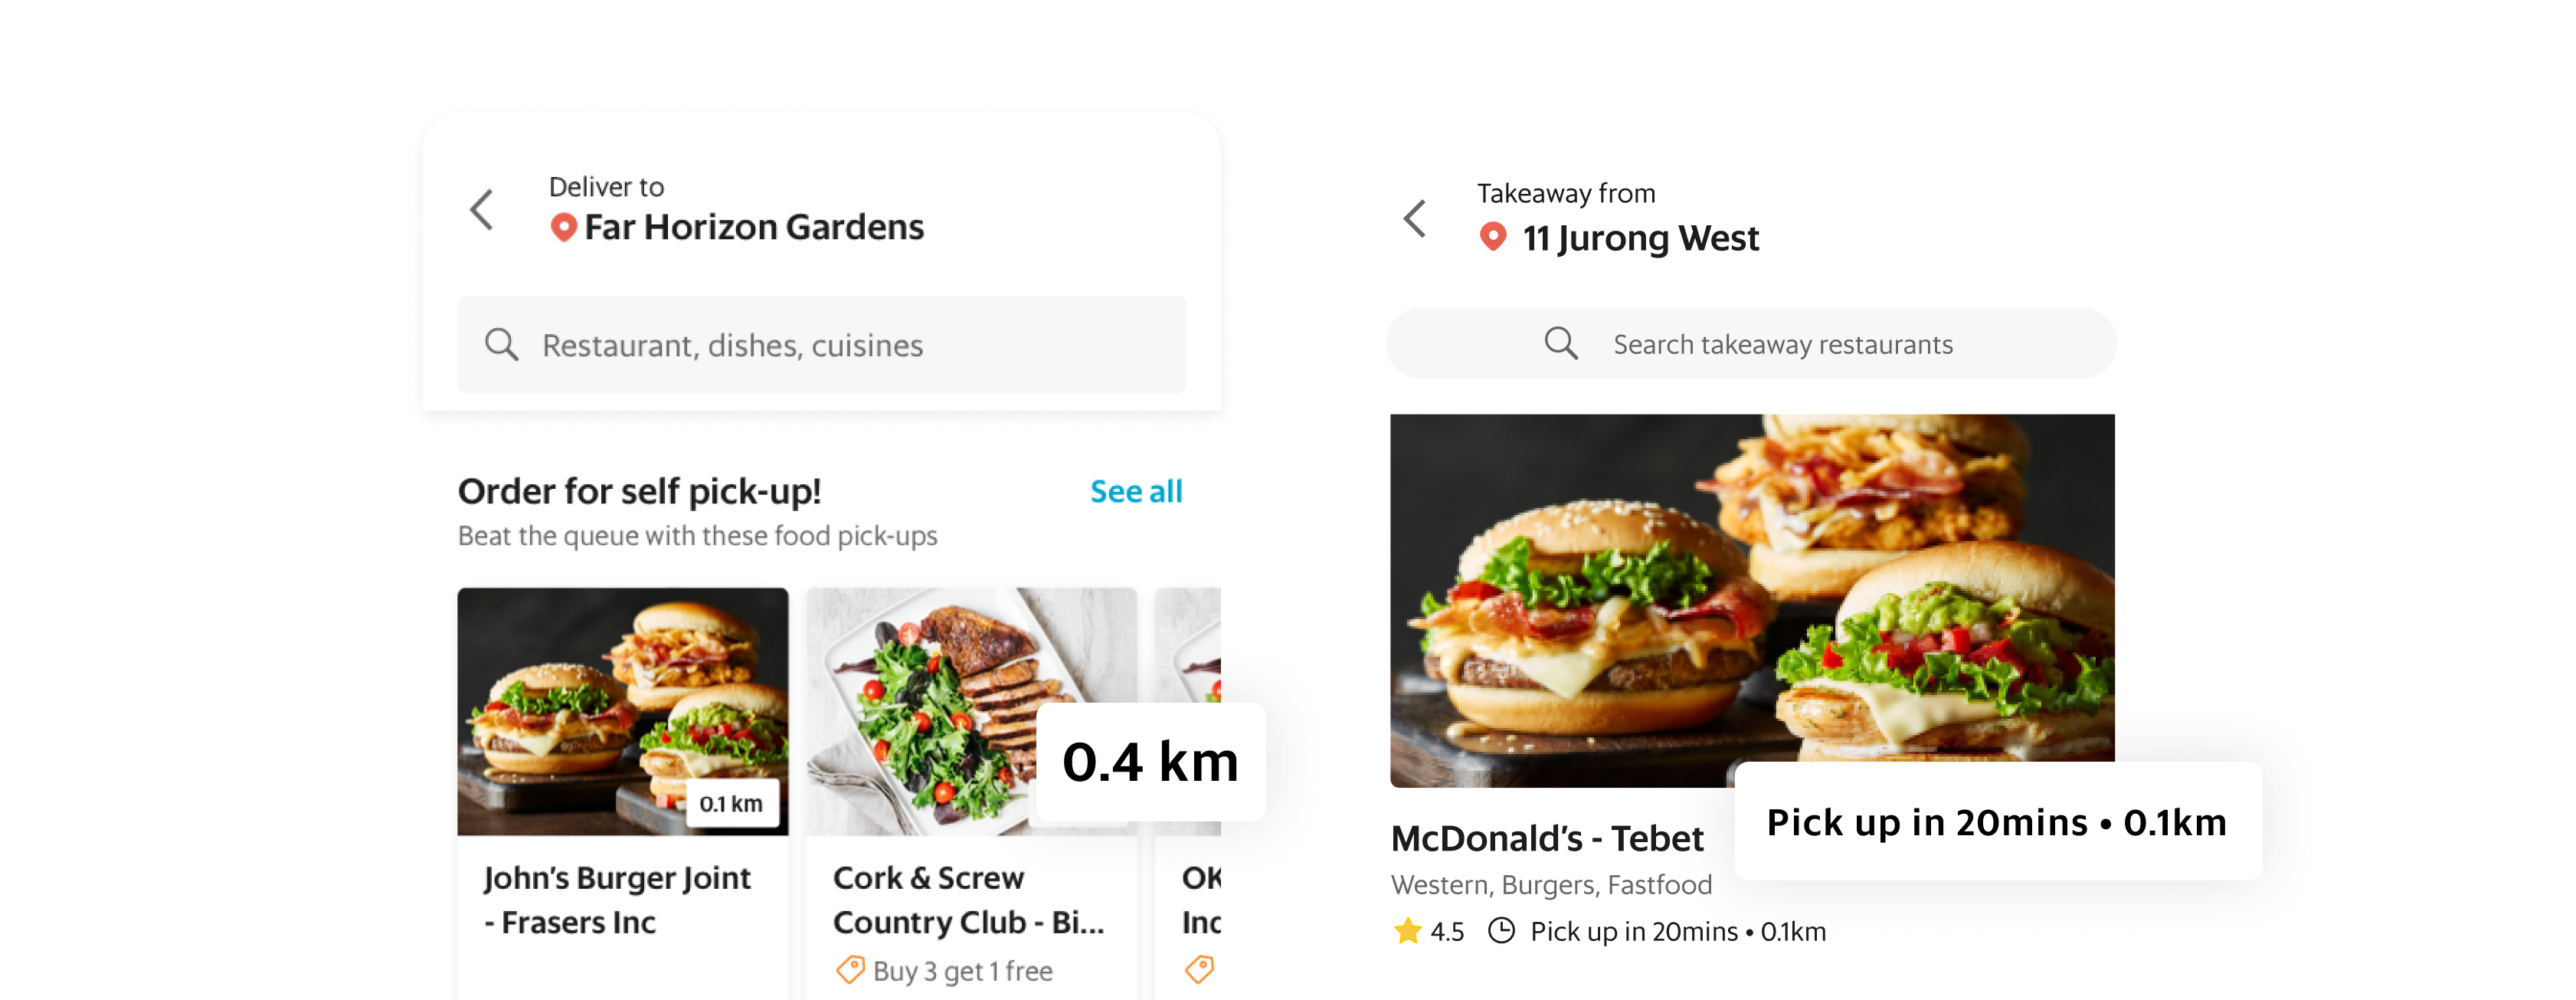 Deliver to
Far Horizon Gardens
Restaurant, dishes, cuisines
Order for self pick-up!
See all
Beat the queue with these food pick-ups
0.1 km
0.4 km
John's Burger Joint
- Frasers Inc
Cork & Screw
Country Club - Bi...
Buy 3 get 1 free
OK
Inc
Takeaway from
11 Jurong West
Search takeaway restaurants
Pick up in 20mins • 0.1km
McDonald's - Tebet
Western, Burgers, Fastfood
4.5 Pick up in 20mins • 0.1km